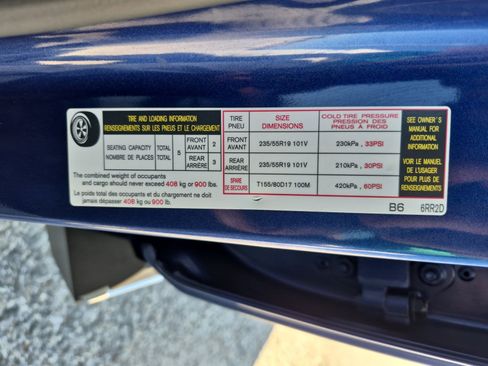 TIRE AND LOADING INFORMATION
RENSEIGNEMENTS SUR LES PNEUS ET LE CHARGEMENT
SEATING CAPACITY
NOMBRE DE PLACES
TOTAL
TOTAL
5
FRONT
AVANT
2
REAR
ARRIÈRE
3
The combined weight of occupants
and cargo should never exceed 408 kg or 900 lbs.
Le poids total des occupants et du chargement ne doit
jamais dépasser 408 kg ou 900 lb.
TIRE
PNEU
SIZE
DIMENSIONS
COLD TIRE PRESSURE
PRESSION DES
PNEUS À FROID
FRONT
AVANT
235/55R19 101V
230kPa, 33PSI
REAR
ARRIÈRE
235/55R19 101V
210kPa, 30PSI
SPARE
DE SECOURS
T155/80D17 100M
420kPa, 60PSI
SEE OWNER'S
MANUAL FOR
ADDITIONAL
INFORMATION
VOIR LE MANUEL
DE L'USAGER
POUR PLUS DE
RENSEIGNEMENTS
B6 6RR2D